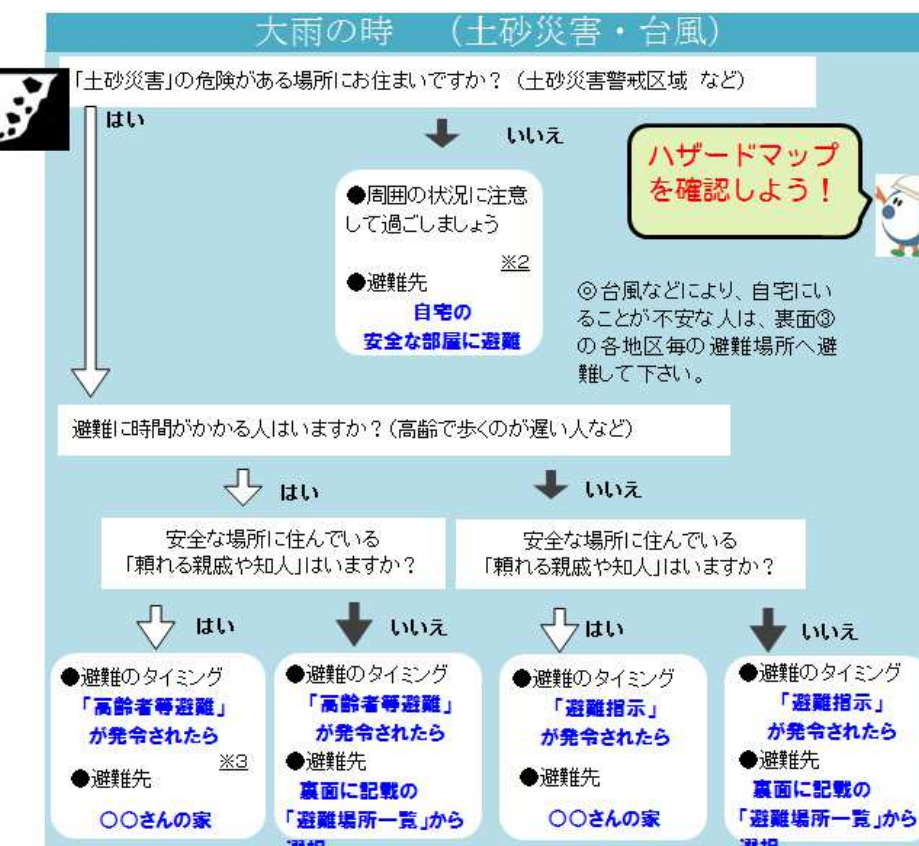 大雨の時　（土砂災害・台風）
「土砂災害」の危険がある場所にお住まいですか？（土砂災害警戒区域 など）
はい
いいえ
ハザードマップ
を確認しよう！
●周囲の状況に注意
して過ごしましょう
※2
●避難先
自宅の
安全な部屋に避難
◎台風などにより、自宅にい
ることが不安な人は、裏面③
の各地区毎の避難場所へ避
難して下さい。
避難に時間がかかる人はいますか？（高齢で歩くのが遅い人など）
はい
いいえ
安全な場所に住んでいる
「頼れる親戚や知人」はいますか？
安全な場所に住んでいる
「頼れる親戚や知人」はいますか？
はい
いいえ
はい
いいえ
●避難のタイミング
「高齢者等避難」
が発令されたら
※3
●避難先
○○さんの家
●避難のタイミング
「高齢者等避難」
が発令されたら
●避難先
裏面に記載の
「避難場所一覧」から
選択
●避難のタイミング
「避難指示」
が発令されたら
●避難先
○○さんの家
●避難のタイミング
「避難指示」
が発令されたら
●避難先
裏面に記載の
「避難場所一覧」から
選択